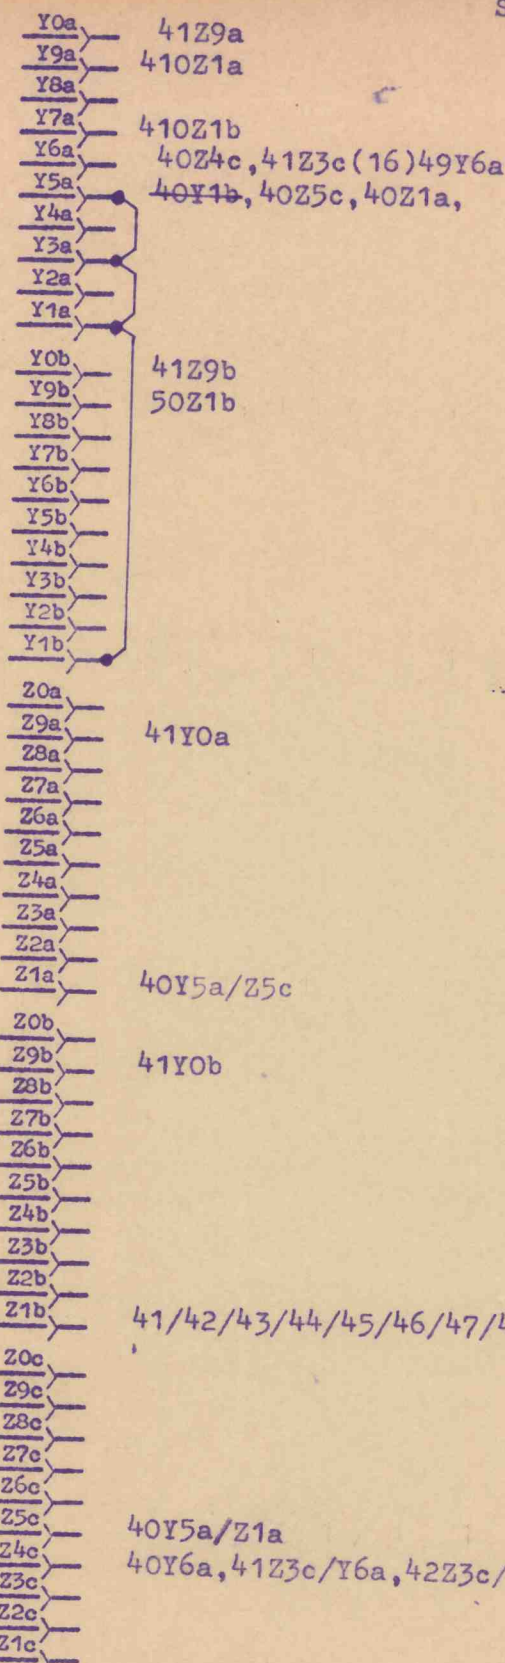 S
Y0a 41Z9a
Y9a 410Z1a
Y8a
Y7a 410Z1b
Y6a 40Z4c,41Z3c(16)49Y6a
Y5a 40Y1b,40Z5c,40Z1a,
Y4a
Y3a
Y2a
Y1a
Y0b 41Z9b
Y9b 50Z1b
Y8b
Y7b
Y6b
Y5b
Y4b
Y3b
Y2b
Y1b
Z0a
Z9a 41Y0a
Z8a
Z7a
Z6a
Z5a
Z4a
Z3a
Z2a
Z1a 40Y5a/Z5c
Z0b
Z9b 41Y0b
Z8b
Z7b
Z6b
Z5b
Z4b
Z3b
Z2b
Z1b 41/42/43/44/45/46/47/4
Z0c
Z9c
Z8c
Z7c
Z6c
Z5c 40Y5a/Z1a
Z4c 40Y6a,41Z3c/Y6a,42Z3c/
Z3c
Z2c
Z1c